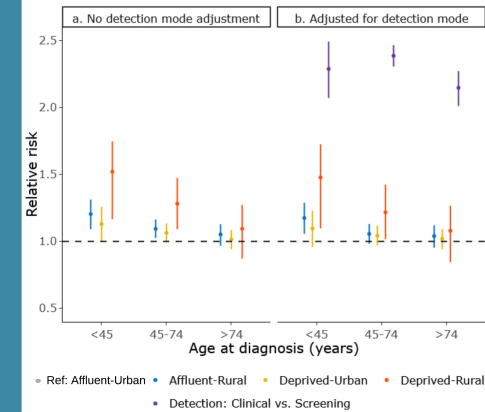 a. No detection mode adjustment
b. Adjusted for detection mode
Relative risk
2.5
2.0
1.5
1.0
0.5
<45 45-74 >74 <45 45-74 >74
Age at diagnosis (years)
Ref: Affluent-Urban Affluent-Rural Deprived-Urban Deprived-Rural
Detection: Clinical vs. Screening